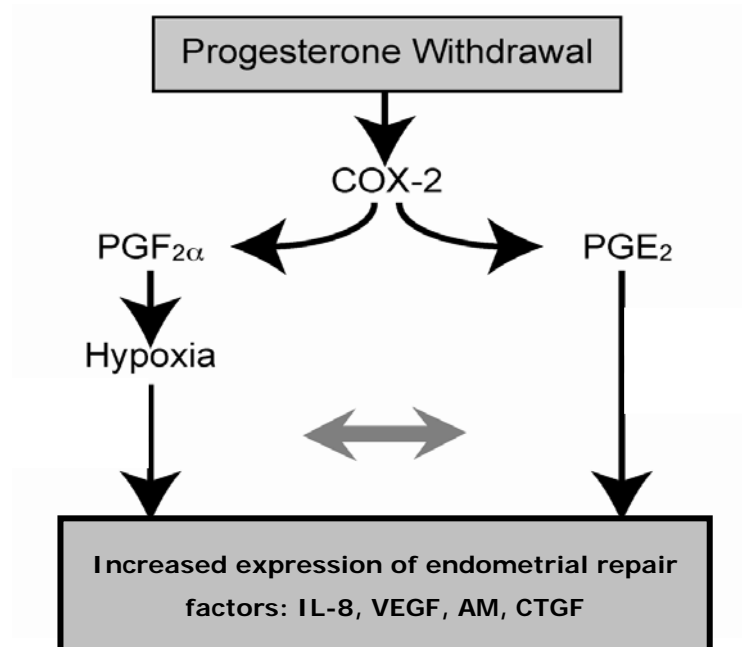 Progesterone Withdrawal
COX-2
PGF₂α
PGE₂
Hypoxia
Increased expression of endometrial repair
factors: IL-8, VEGF, AM, CTGF